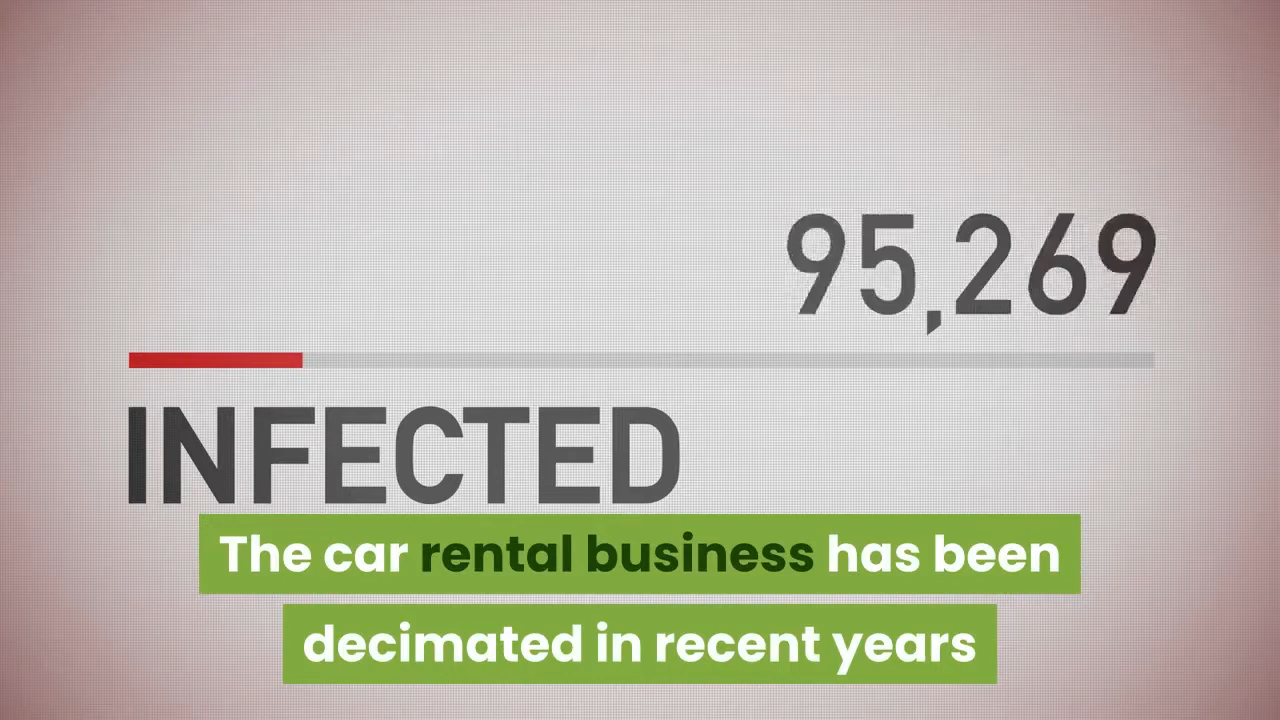 95,269
INFECTED
The car rental business has been
decimated in recent years